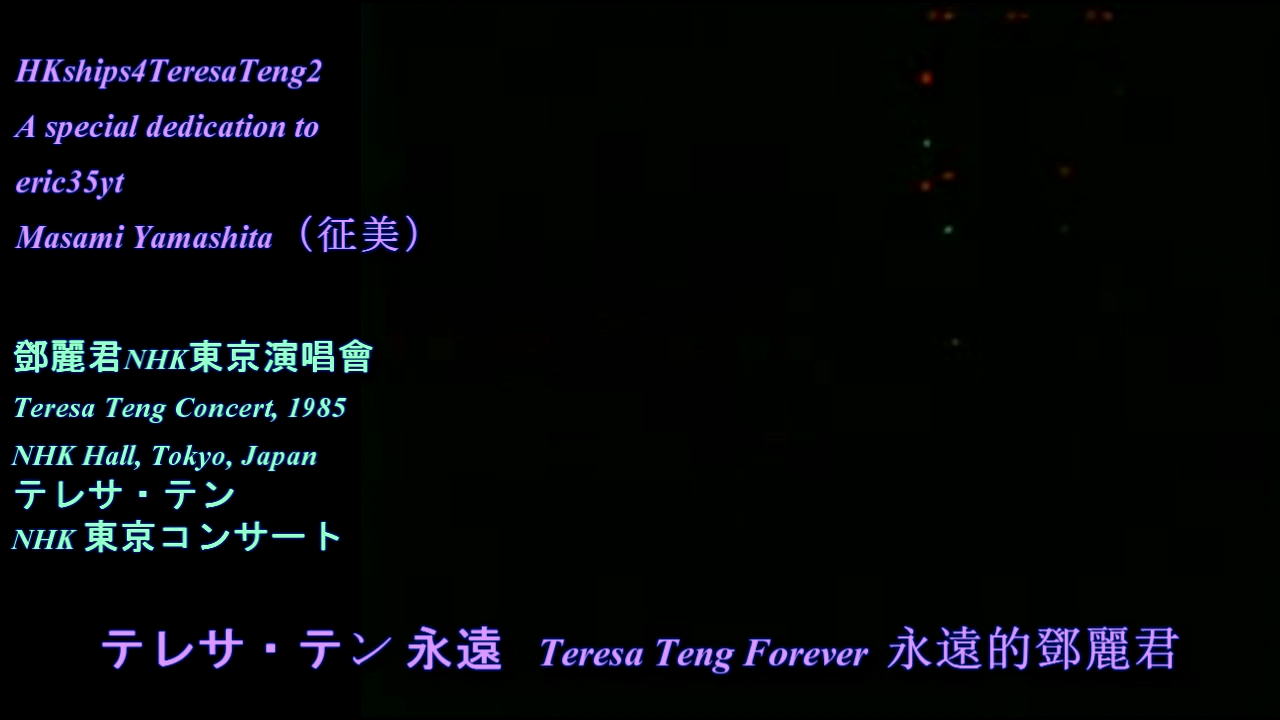 HKships4TeresaTeng2
A special dedication to
eric35yt
Masami Yamashita（征美）
鄧麗君NHK東京演唱會
Teresa Teng Concert, 1985
NHK Hall, Tokyo, Japan
テレサ・テン
NHK 東京コンサート
テレサ・テン 永遠 Teresa Teng Forever 永遠的鄧麗君